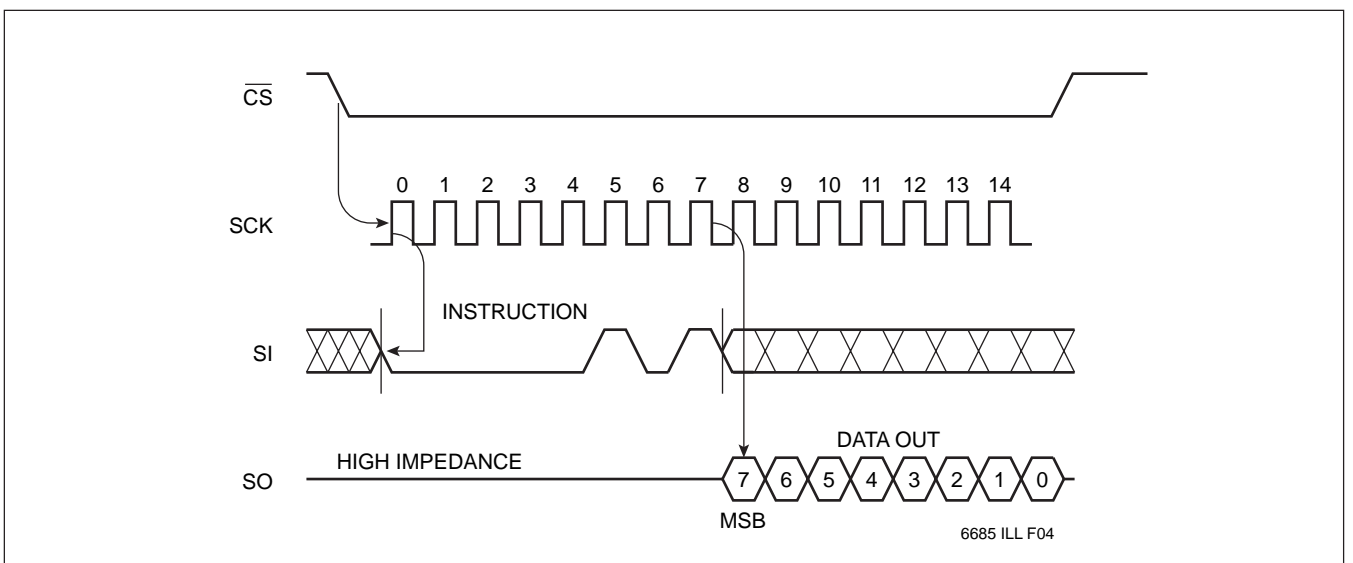 CS
0 1 2 3 4 5 6 7 8 9 10 11 12 13 14
SCK
INSTRUCTION
SI
DATA OUT
HIGH IMPEDANCE
SO
7 6 5 4 3 2 1 0
MSB
6685 ILL F04